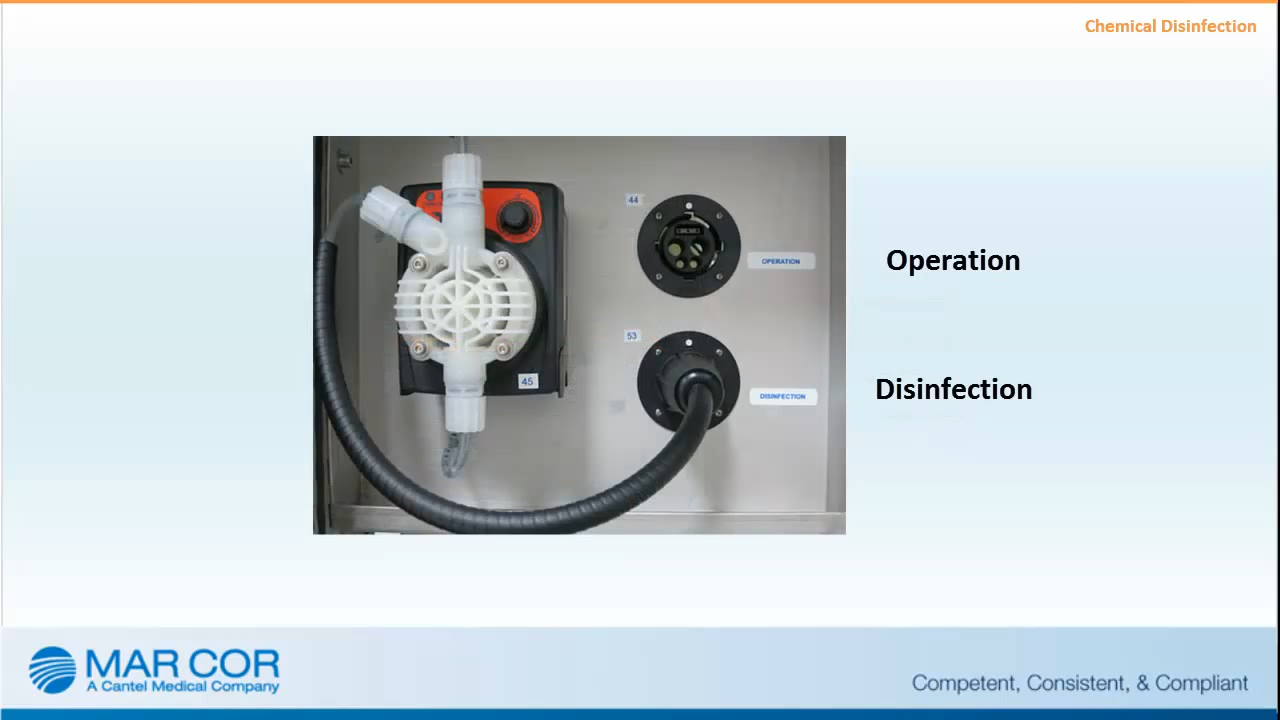 Chemical Disinfection
44
OPERATION
Operation
53
DISINFECTION
Disinfection
45
MAR COR
A Cantel Medical Company
Competent, Consistent, & Compliant